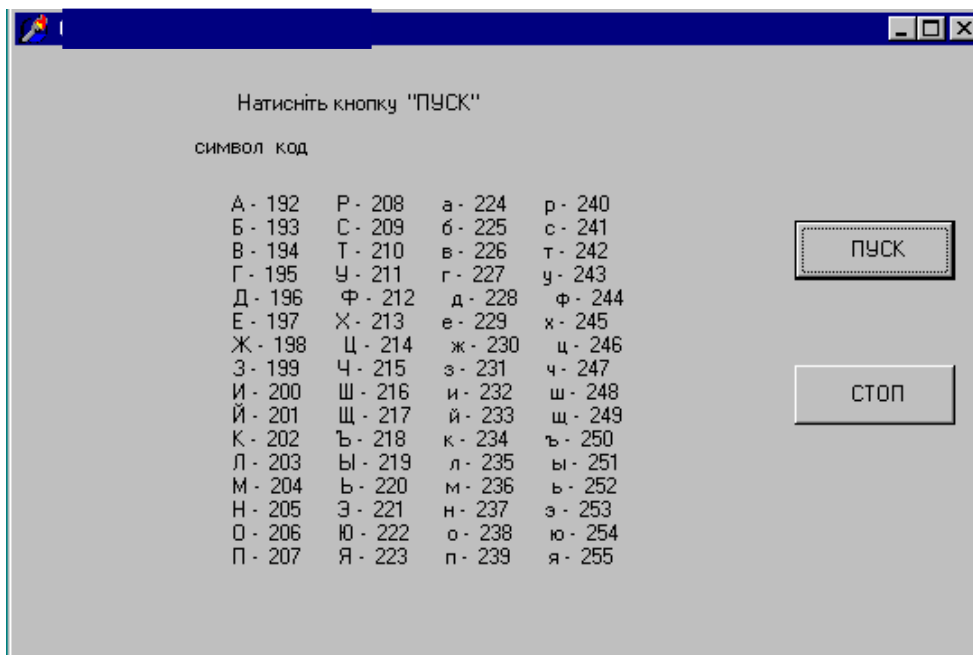 Натисніть кнопку "ПУСК"
символ код
А - 192 Р - 208 а - 224 р - 240
Б - 193 С - 209 б - 225 с - 241
В - 194 Т - 210 в - 226 т - 242
Г - 195 У - 211 г - 227 у - 243
Д - 196 Ф - 212 д - 228 ф - 244
Е - 197 Х - 213 е - 229 х - 245
Ж - 198 Ц - 214 ж - 230 ц - 246
З - 199 Ч - 215 з - 231 ч - 247
И - 200 Ш - 216 и - 232 ш - 248
Й - 201 Щ - 217 й - 233 щ - 249
К - 202 Ъ - 218 к - 234 ъ - 250
Л - 203 Ы - 219 л - 235 ы - 251
М - 204 Ь - 220 м - 236 ь - 252
Н - 205 Э - 221 н - 237 э - 253
О - 206 Ю - 222 о - 238 ю - 254
П - 207 Я - 223 п - 239 я - 255
ПУСК
СТОП